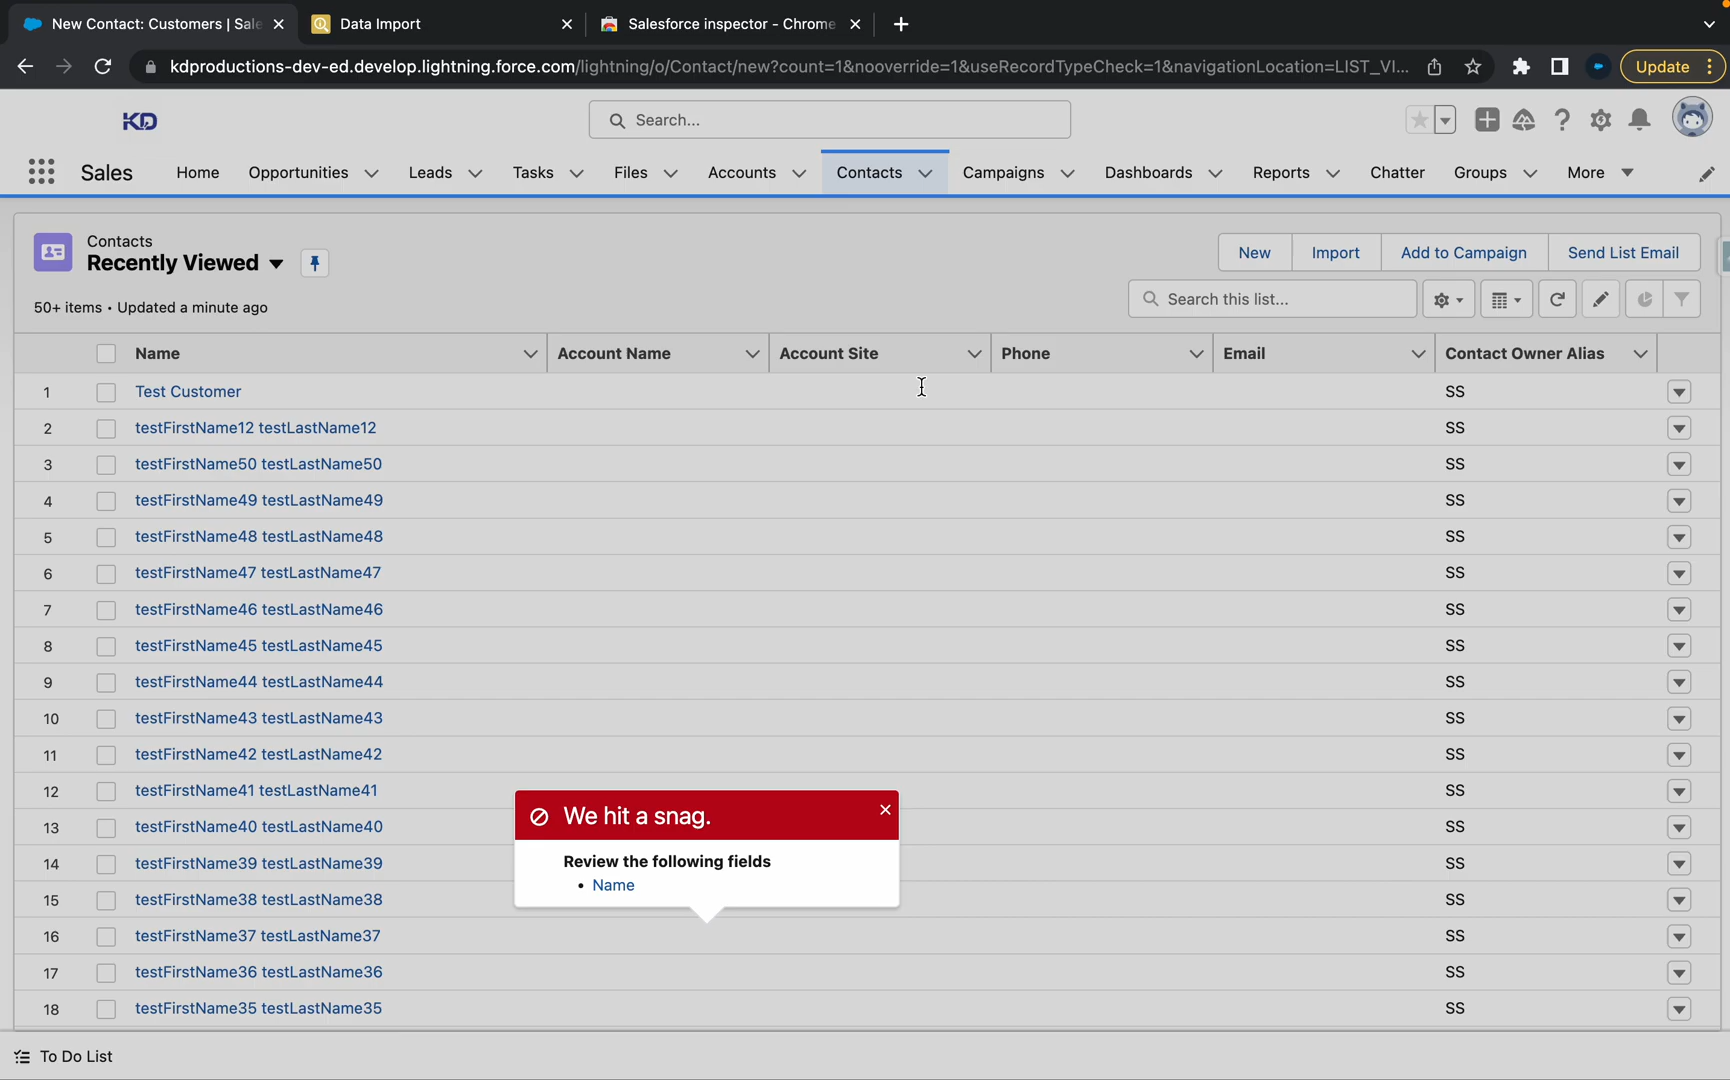 New Contact: Customers | Sale
Data Import
Salesforce inspector - Chrome
kdproductions-dev-ed.develop.lightning.force.com/lightning/o/Contact/new?count=1&nooverride=1&useRecordTypeCheck=1&navigationLocation=LIST_VI...
Update
KD
Search...
Sales
Home
Opportunities
Leads
Tasks
Files
Accounts
Contacts
Campaigns
Dashboards
Reports
Chatter
Groups
More
Contacts
Recently Viewed
New
Import
Add to Campaign
Send List Email
50+ items • Updated a minute ago
Search this list...
Name Account Name Account Site Phone Email Contact Owner Alias
1 Test Customer SS
2 testFirstName12 testLastName12 SS
3 testFirstName50 testLastName50 SS
4 testFirstName49 testLastName49 SS
5 testFirstName48 testLastName48 SS
6 testFirstName47 testLastName47 SS
7 testFirstName46 testLastName46 SS
8 testFirstName45 testLastName45 SS
9 testFirstName44 testLastName44 SS
10 testFirstName43 testLastName43 SS
11 testFirstName42 testLastName42 SS
12 testFirstName41 testLastName41 SS
13 testFirstName40 testLastName40 SS
14 testFirstName39 testLastName39 SS
15 testFirstName38 testLastName38 SS
16 testFirstName37 testLastName37 SS
17 testFirstName36 testLastName36 SS
18 testFirstName35 testLastName35 SS
We hit a snag.
Review the following fields
• Name
To Do List